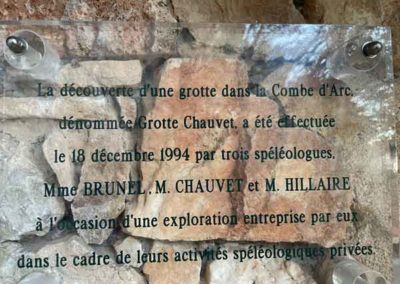 La découverte d'une grotte dans la Combe d'Arc,
dénommée Grotte Chauvet, a été effectuée
le 18 décembre 1994 par trois spéléologues,
Mme BRUNEL, M. CHAUVET et M. HILLAIRE
à l'occasion d'une exploration entreprise par eux
dans le cadre de leurs activités spéléologiques privées.